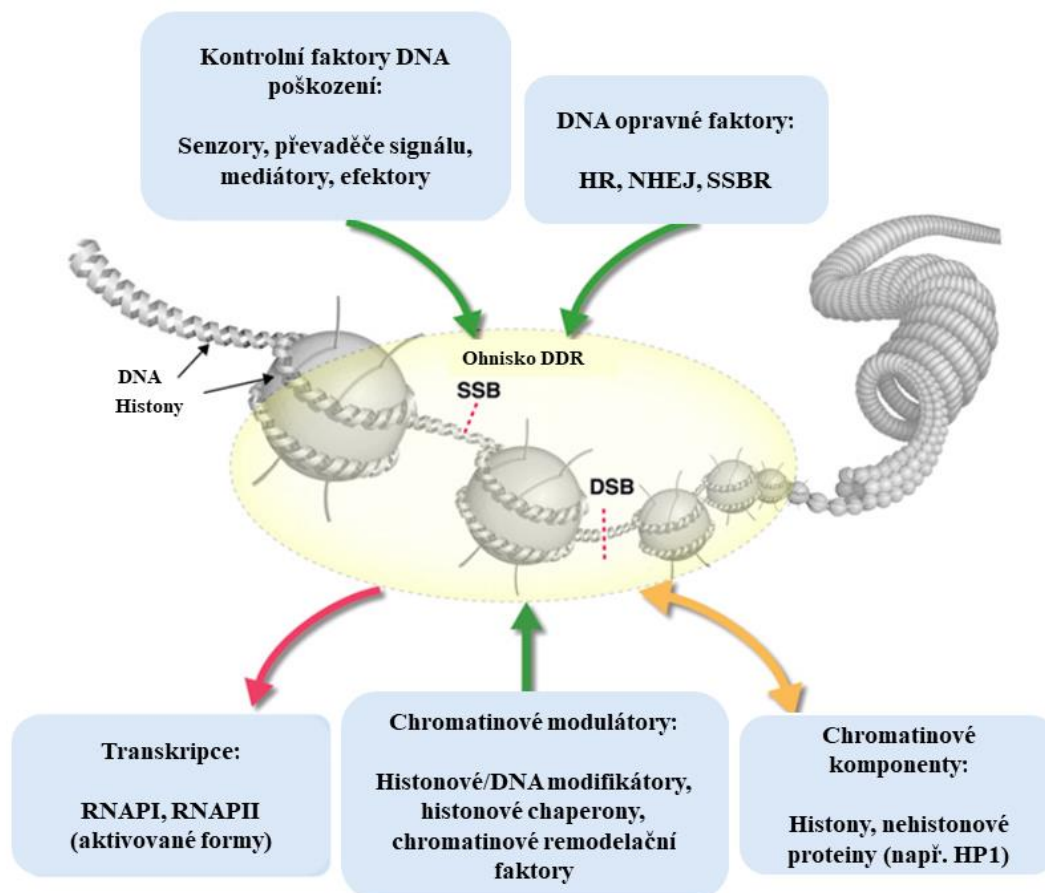 Kontrolní faktory DNA
poškození:
Senzory, převaděče signálu,
mediátory, efektory
DNA opravné faktory:
HR, NHEJ, SSBR
Ohnisko DDR
SSB
DNA
Histony
DSB
Transkripce:
RNAPI, RNAPII
(aktivované formy)
Chromatinové modulátory:
Histonové/DNA modifikátory,
histonové chaperony,
chromatinové remodelační
faktory
Chromatinové
komponenty:
Histony, nehistonové
proteiny (např. HP1)